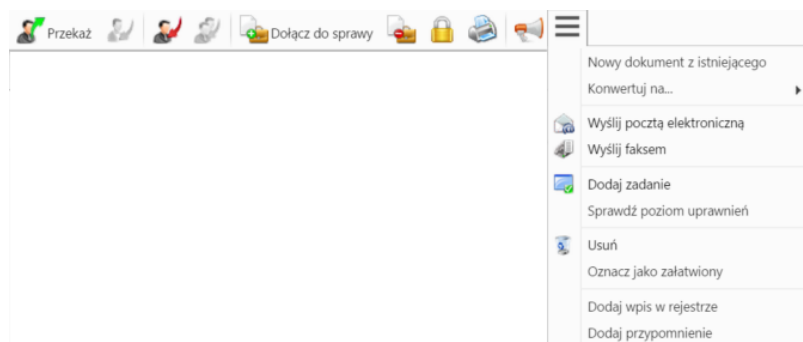 Przekaż Dołącz do sprawy
Nowy dokument z istniejącego
Konwertuj na...
Wyślij pocztą elektroniczną
Wyślij faksem
Dodaj zadanie
Sprawdź poziom uprawnień
Usuń
Oznacz jako załatwiony
Dodaj wpis w rejestrze
Dodaj przypomnienie